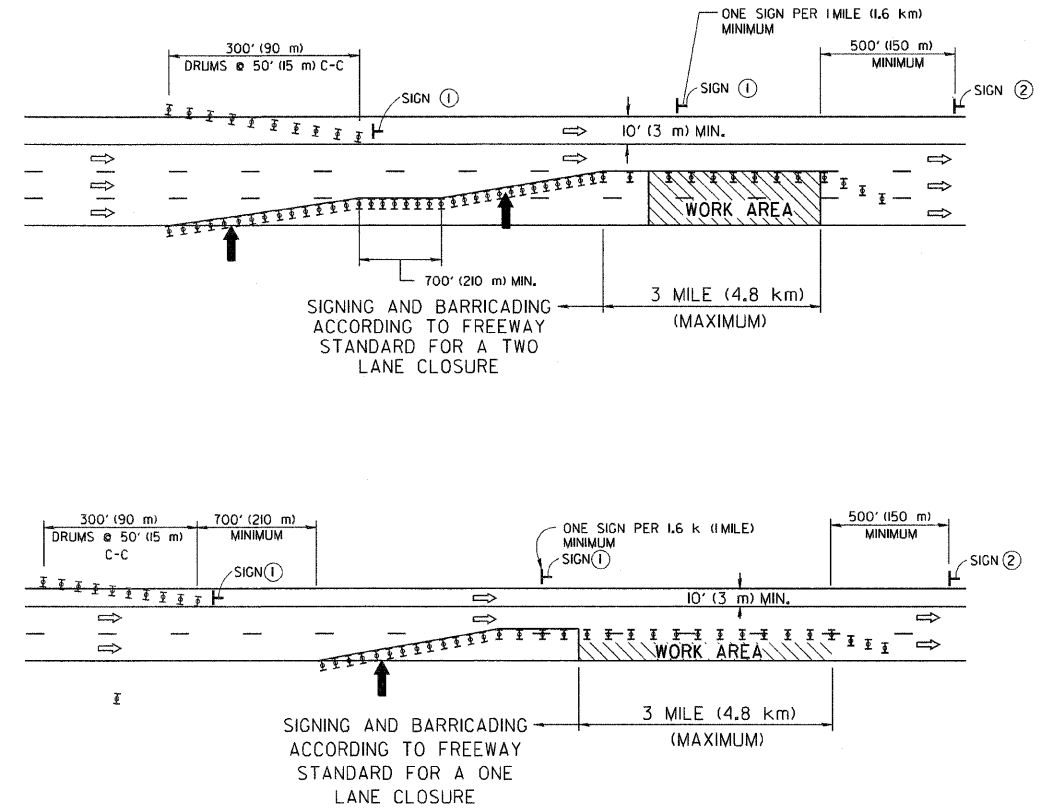 ONE SIGN PER 1 MILE (1.6 km)
MINIMUM
300' (90 m)
DRUMS @ 50' (15 m) C-C
500' (150 m)
MINIMUM
SIGN 1
SIGN 1
SIGN 2
10' (3 m) MIN.
WORK AREA
700' (210 m) MIN.
3 MILE (4.8 km)
(MAXIMUM)
SIGNING AND BARRICADING
ACCORDING TO FREEWAY
STANDARD FOR A TWO
LANE CLOSURE
300' (90 m)
DRUMS @ 50' (15 m)
C-C
700' (210 m)
MINIMUM
ONE SIGN PER 1.6 k (1 MILE)
MINIMUM
SIGN 1
500' (150 m)
MINIMUM
SIGN 1
SIGN 2
10' (3 m) MIN.
WORK AREA
3 MILE (4.8 km)
(MAXIMUM)
SIGNING AND BARRICADING
ACCORDING TO FREEWAY
STANDARD FOR A ONE
LANE CLOSURE